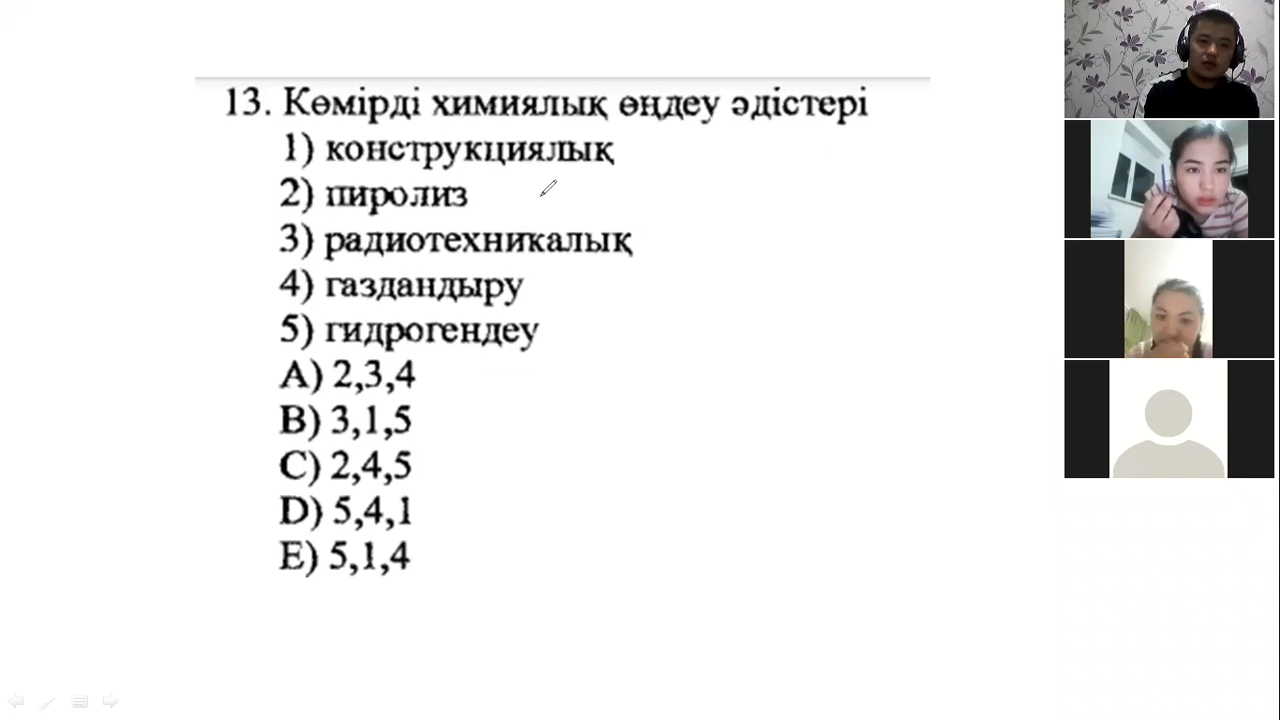 13. Көмірді химиялық өңдеу әдістері
1) конструкциялық
2) пиролиз
3) радиотехникалық
4) газдандыру
5) гидрогендеу
A) 2,3,4
B) 3,1,5
C) 2,4,5
D) 5,4,1
E) 5,1,4